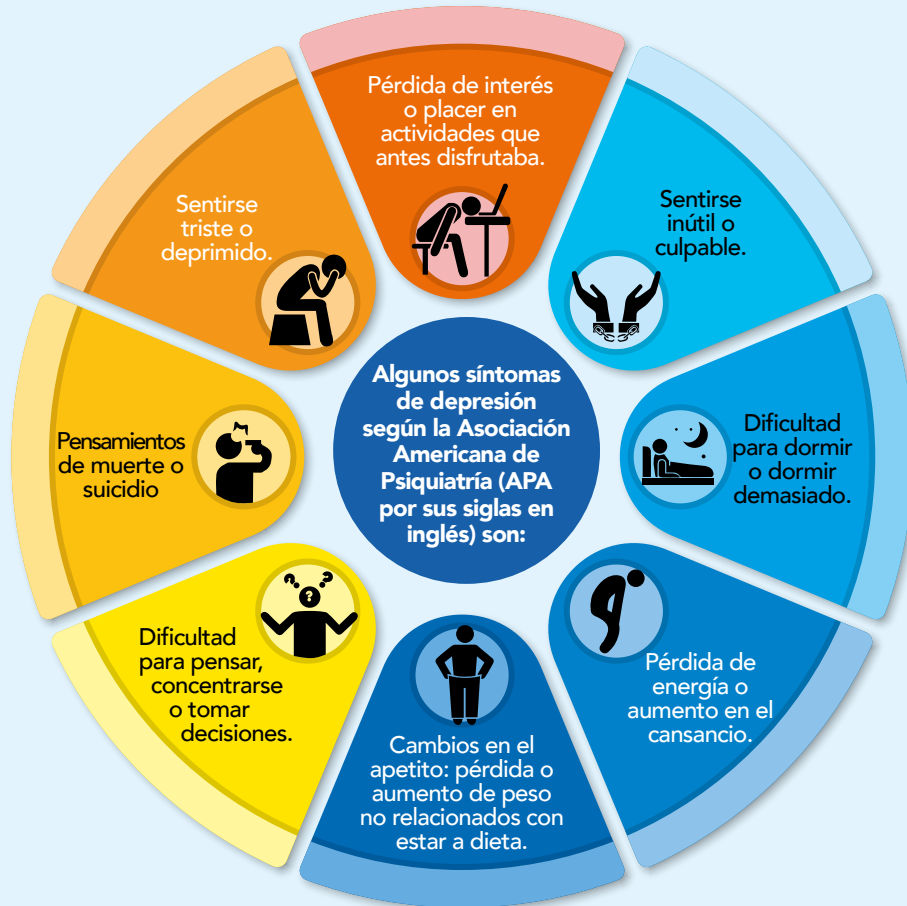 Algunos síntomas
de depresión
según la Asociación
Americana de
Psiquiatría (APA
por sus siglas en
inglés) son:
Pérdida de interés
o placer en
actividades que
antes disfrutaba.
Sentirse
inútil o
culpable.
Dificultad
para dormir
o dormir
demasiado.
Pérdida de
energía o
aumento en el
cansancio.
Cambios en el
apetito: pérdida o
aumento de peso
no relacionados con
estar a dieta.
Dificultad
para pensar,
concentrarse
o tomar
decisiones.
? ? ?
Pensamientos
de muerte o
suicidio
Sentirse
triste o
deprimido.